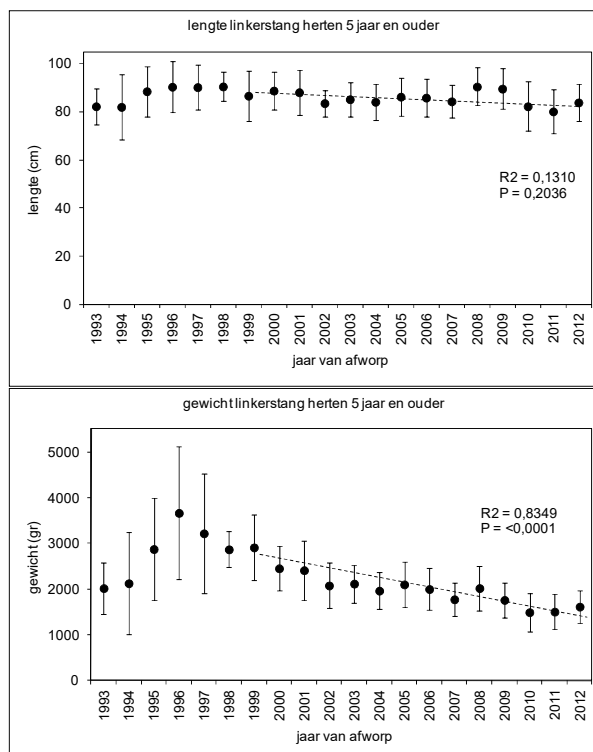 lengte linkerstang herten 5 jaar en ouder
100
80
60
40
20
0
lengte (cm)
R2 = 0,1310
P = 0,2036
1993 1994 1995 1996 1997 1998 1999 2000 2001 2002 2003 2004 2005 2006 2007 2008 2009 2010 2011 2012
jaar van afworp
gewicht linkerstang herten 5 jaar en ouder
5000
4000
3000
2000
1000
0
gewicht (gr)
R2 = 0,8349
P = <0,0001
1993 1994 1995 1996 1997 1998 1999 2000 2001 2002 2003 2004 2005 2006 2007 2008 2009 2010 2011 2012
jaar van afworp